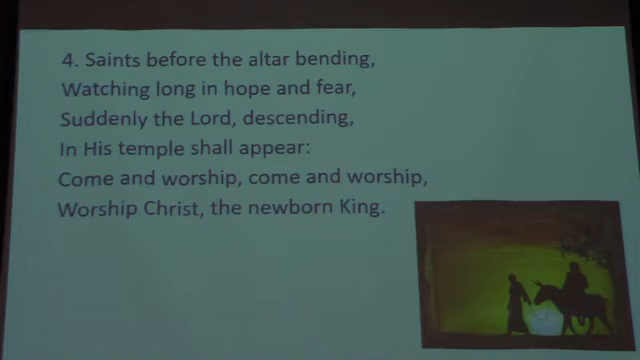 4. Saints before the altar bending,
Watching long in hope and fear,
Suddenly the Lord, descending,
In His temple shall appear:
Come and worship, come and worship,
Worship Christ, the newborn King.